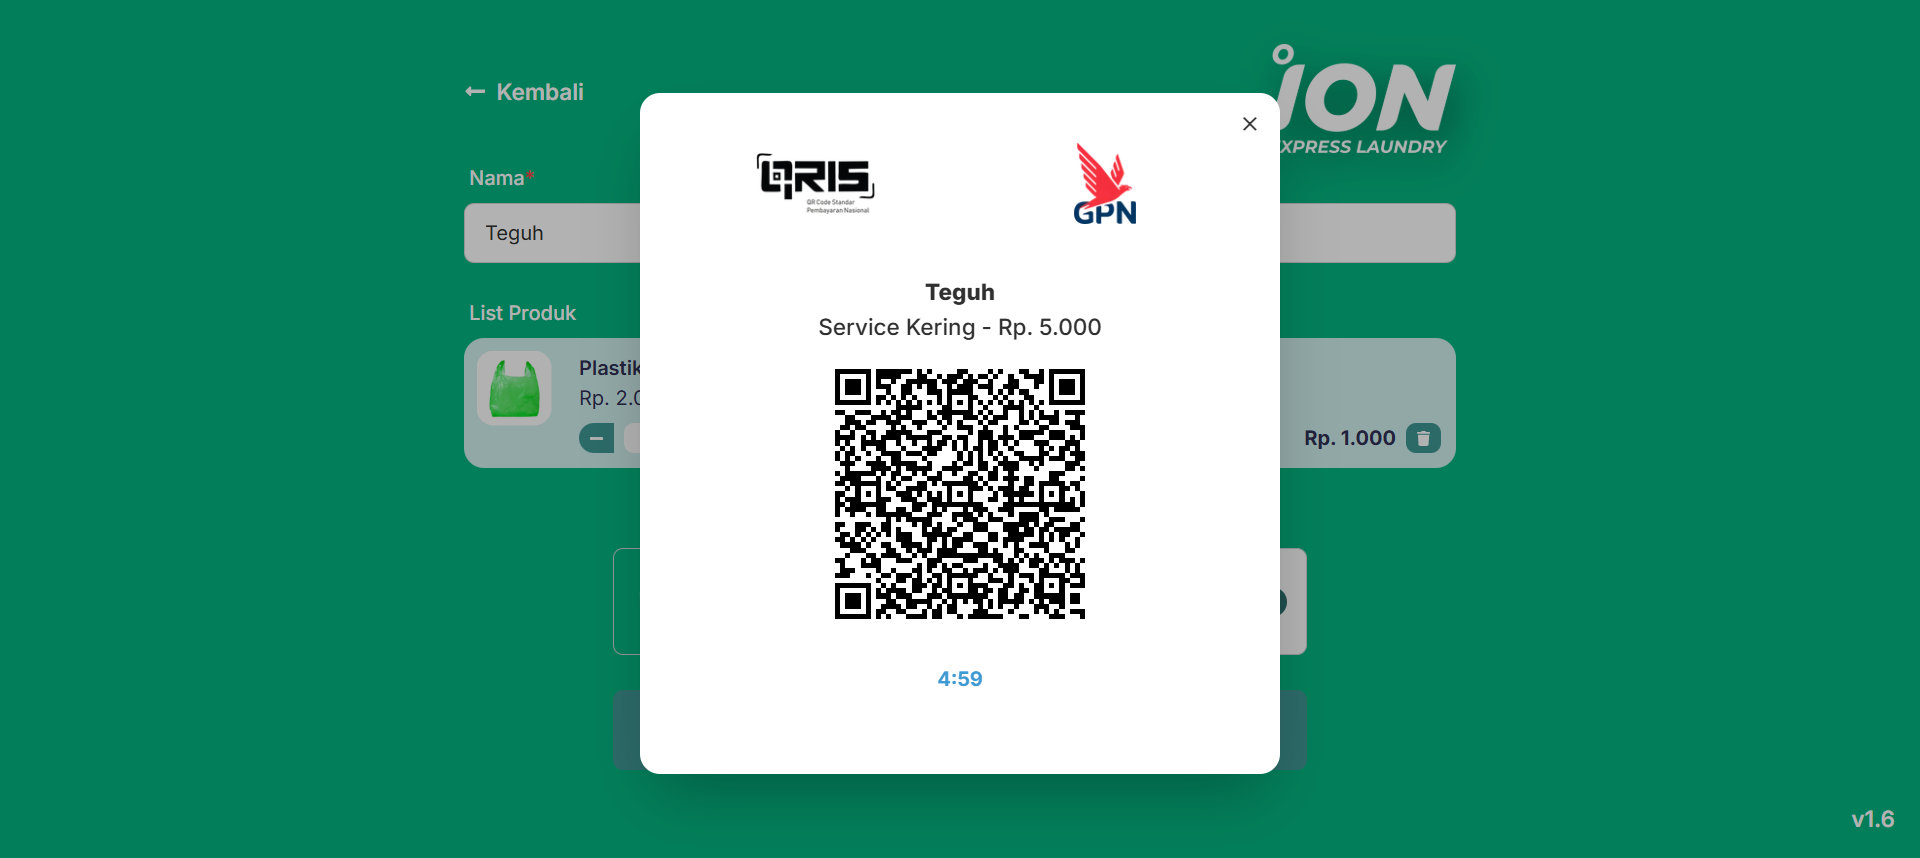 Kembali
ION
XPRESS LAUNDRY
QRIS
QR Code Standar
Pembayaran Nasional
GPN
Nama*
Teguh
Teguh
Service Kering - Rp. 5.000
List Produk
Plastik
Rp. 2.0
Rp. 1.000
4:59
v1.6